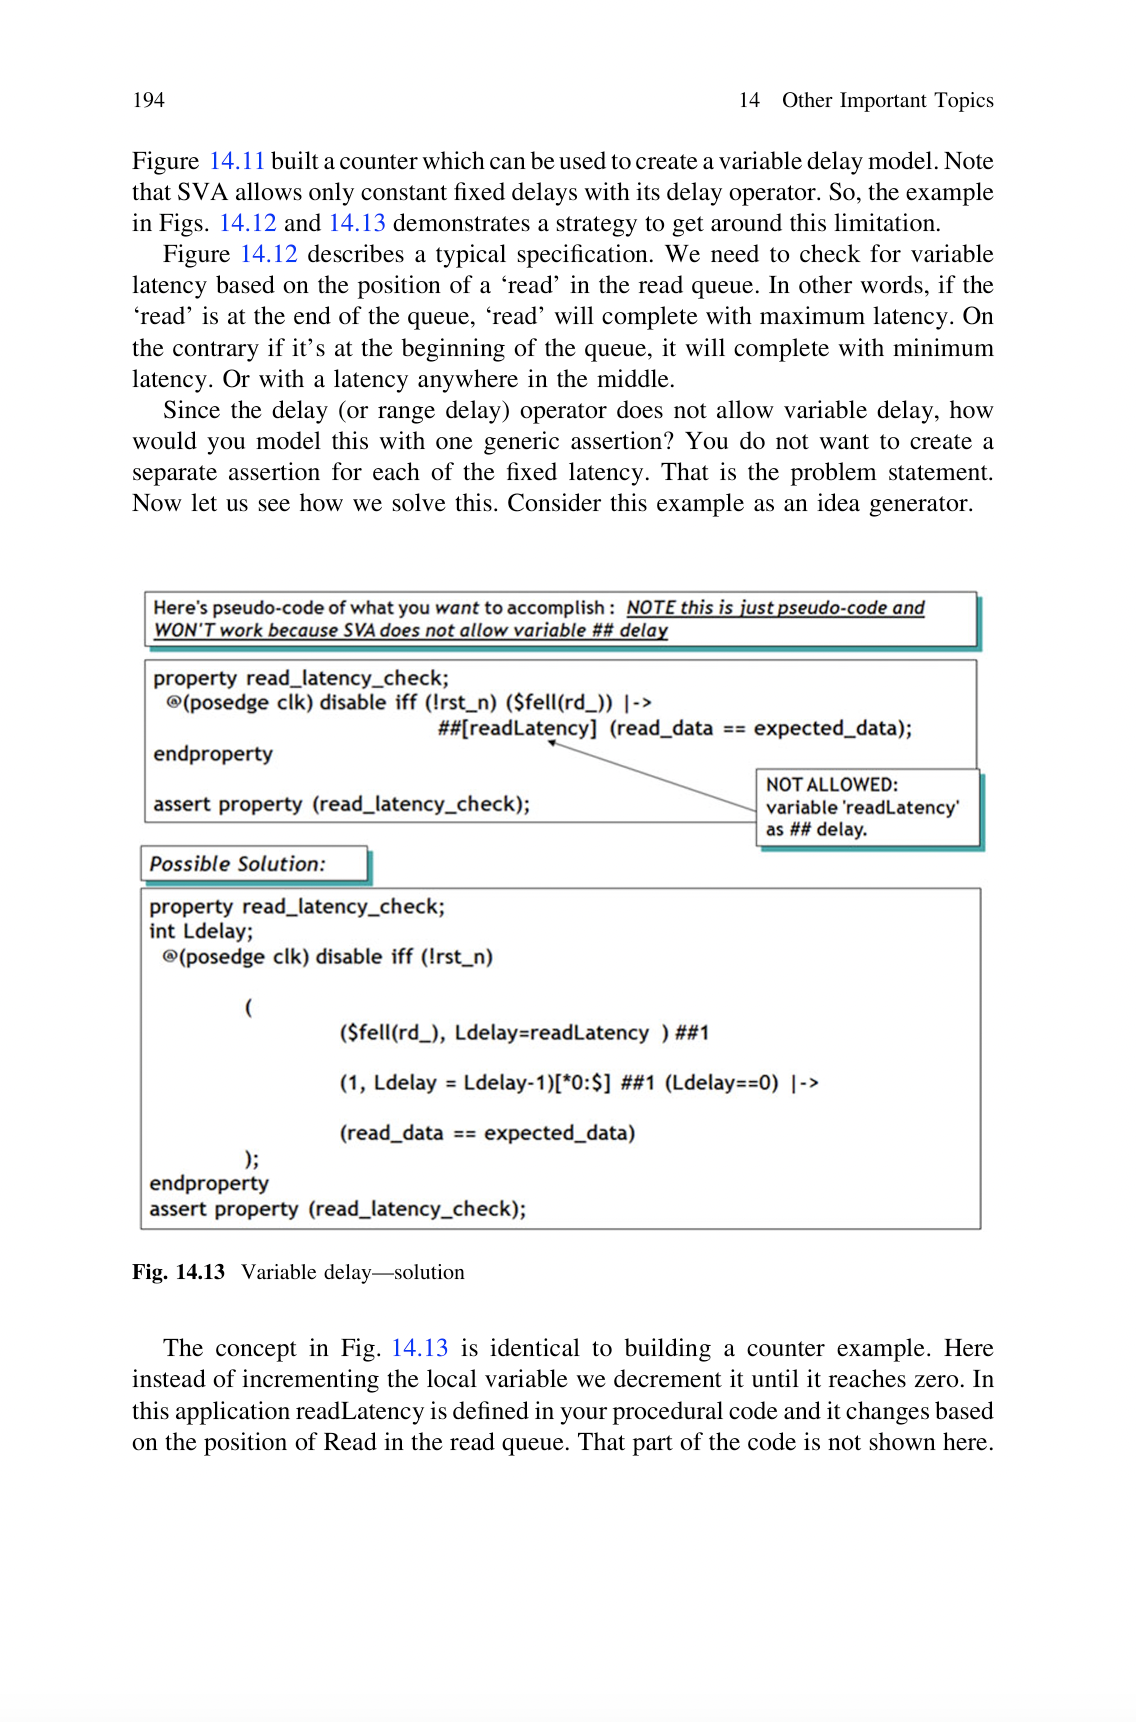 194
14 Other Important Topics
Figure 14.11 built a counter which can be used to create a variable delay model. Note
that SVA allows only constant fixed delays with its delay operator. So, the example
in Figs. 14.12 and 14.13 demonstrates a strategy to get around this limitation.
Figure 14.12 describes a typical specification. We need to check for variable
latency based on the position of a ‘read’ in the read queue. In other words, if the
‘read’ is at the end of the queue, ‘read’ will complete with maximum latency. On
the contrary if it’s at the beginning of the queue, it will complete with minimum
latency. Or with a latency anywhere in the middle.
Since the delay (or range delay) operator does not allow variable delay, how
would you model this with one generic assertion? You do not want to create a
separate assertion for each of the fixed latency. That is the problem statement.
Now let us see how we solve this. Consider this example as an idea generator.
Here's pseudo-code of what you want to accomplish : NOTE this is just pseudo-code and
WON'T work because SVA does not allow variable ## delay
property read_latency_check;
@(posedge clk) disable iff (!rst_n) ($fell(rd_)) |->
##[readLatency] (read_data == expected_data);
endproperty
assert property (read_latency_check);
NOT ALLOWED:
variable 'readLatency'
as ## delay.
Possible Solution:
property read_latency_check;
int Ldelay;
@(posedge clk) disable iff (!rst_n)
(
($fell(rd_), Ldelay=readLatency ) ##1
(1, Ldelay = Ldelay-1)[*0:$] ##1 (Ldelay==0) |->
(read_data == expected_data)
);
endproperty
assert property (read_latency_check);
Fig. 14.13 Variable delay—solution
The concept in Fig. 14.13 is identical to building a counter example. Here
instead of incrementing the local variable we decrement it until it reaches zero. In
this application readLatency is defined in your procedural code and it changes based
on the position of Read in the read queue. That part of the code is not shown here.